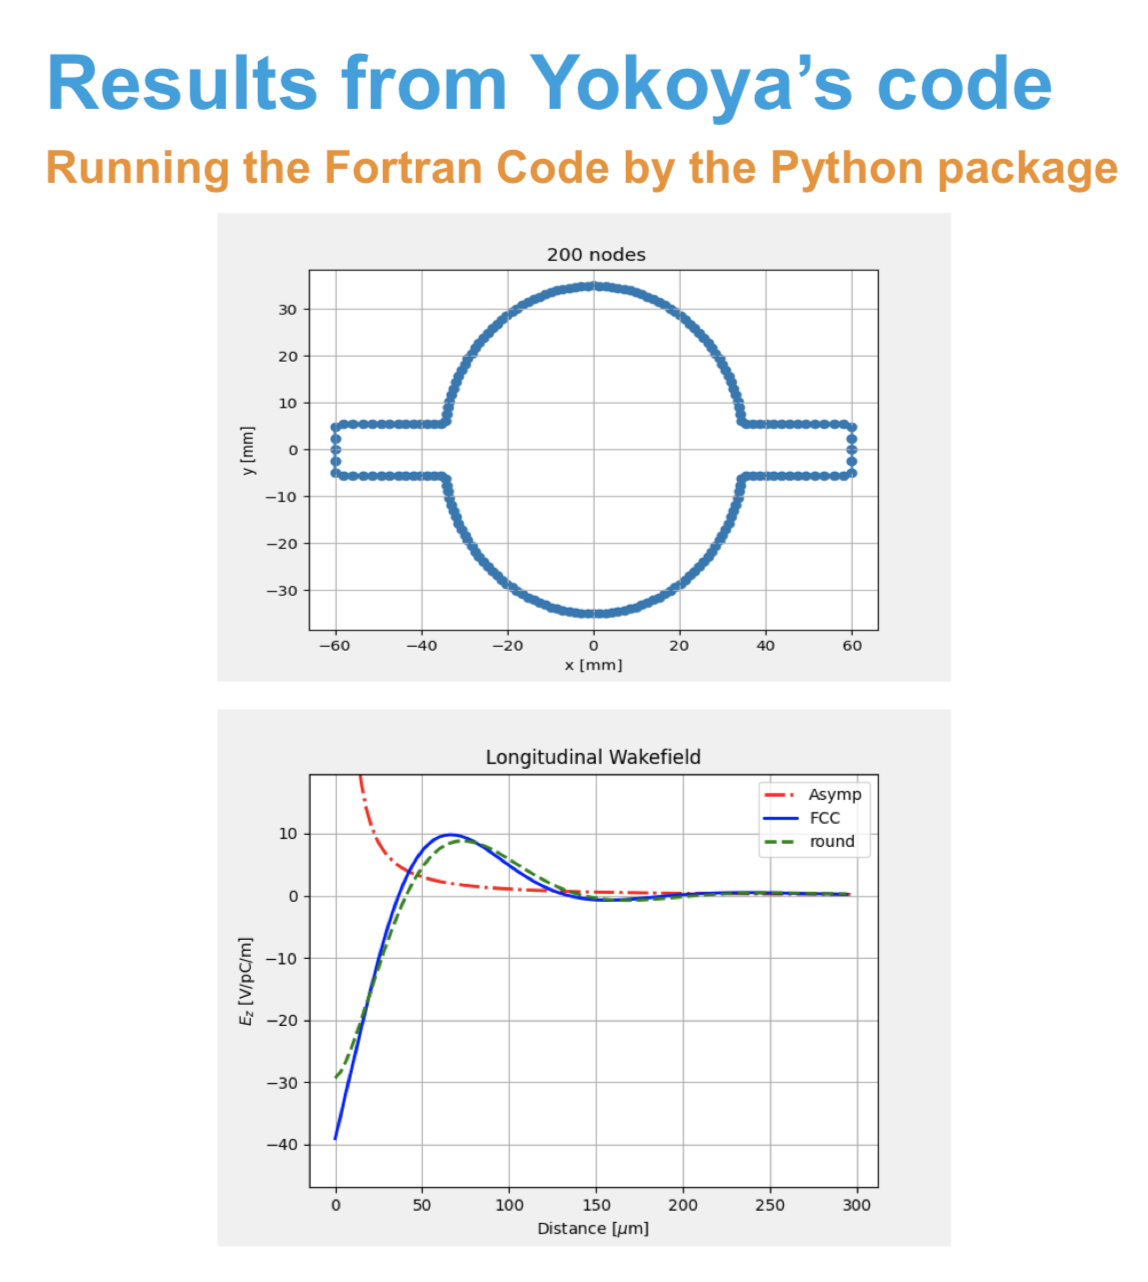 Results from Yokoya's code
Running the Fortran Code by the Python package
200 nodes
30
20
10
0
−10
−20
−30
y [mm]
−60 −40 −20 0 20 40 60
x [mm]
Longitudinal Wakefield
Asymp
FCC
round
10
0
−10
−20
−30
−40
E_z [V/pC/m]
0 50 100 150 200 250 300
Distance [μm]